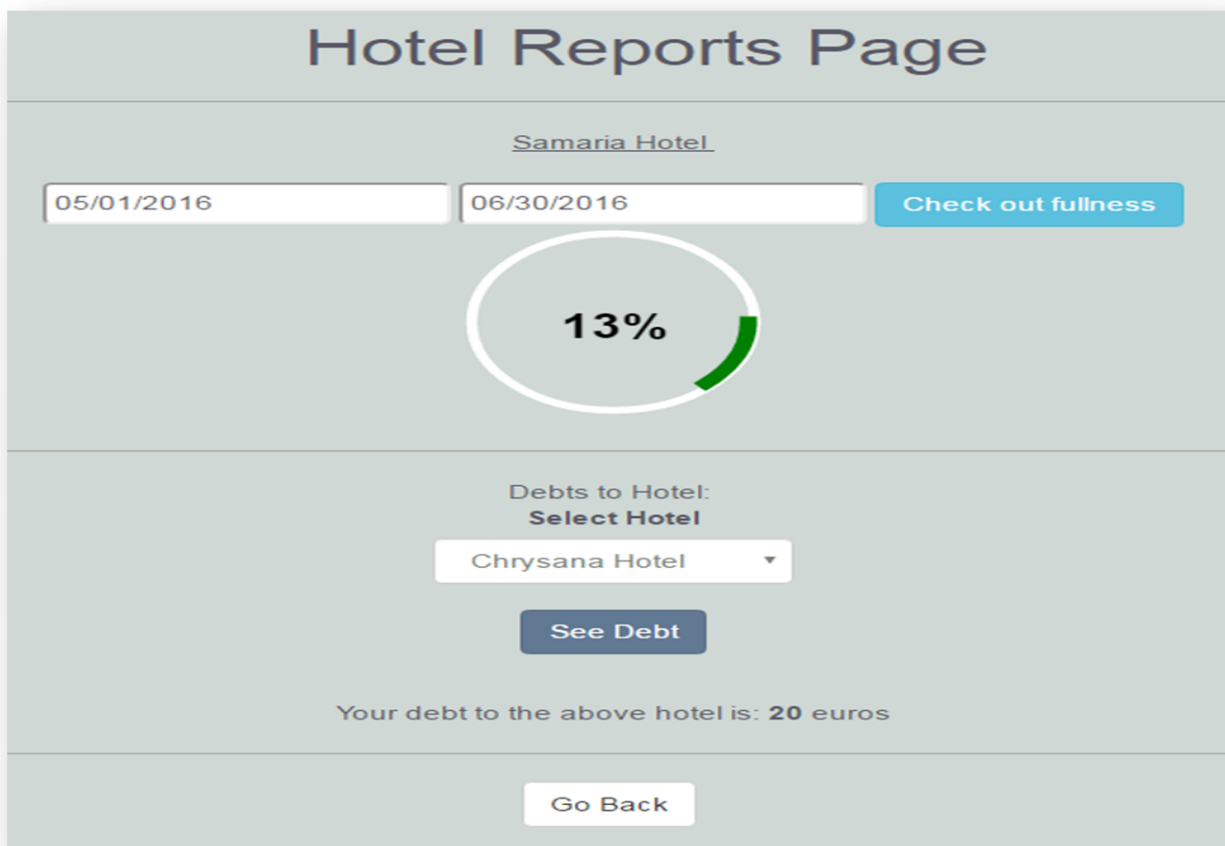 Hotel Reports Page
Samaria Hotel
05/01/2016 06/30/2016 Check out fullness
13%
Debts to Hotel:
Select Hotel
Chrysana Hotel
See Debt
Your debt to the above hotel is: 20 euros
Go Back